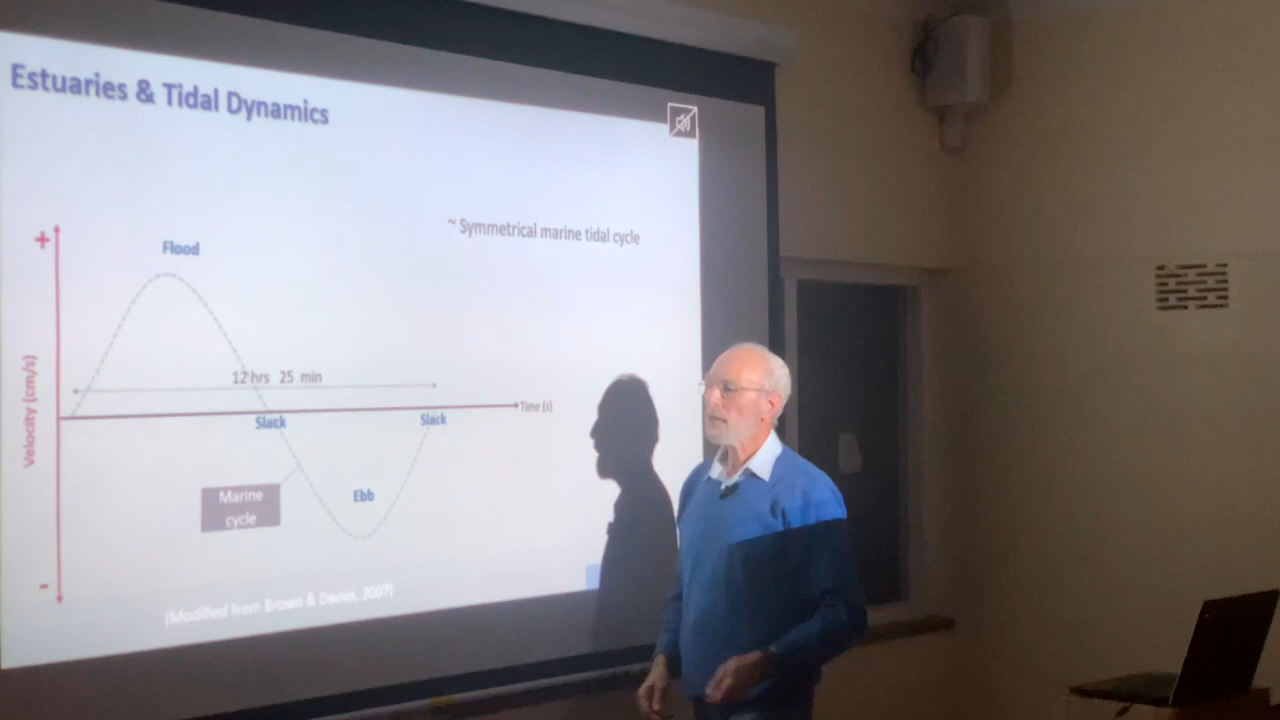 Estuaries & Tidal Dynamics
~ Symmetrical marine tidal cycle
+
Flood
12 hrs 25 min
Time (s)
Slack
Slack
Velocity (cm/s)
Marine
cycle
Ebb
-
(Modified from Brown & Davies, 2007)